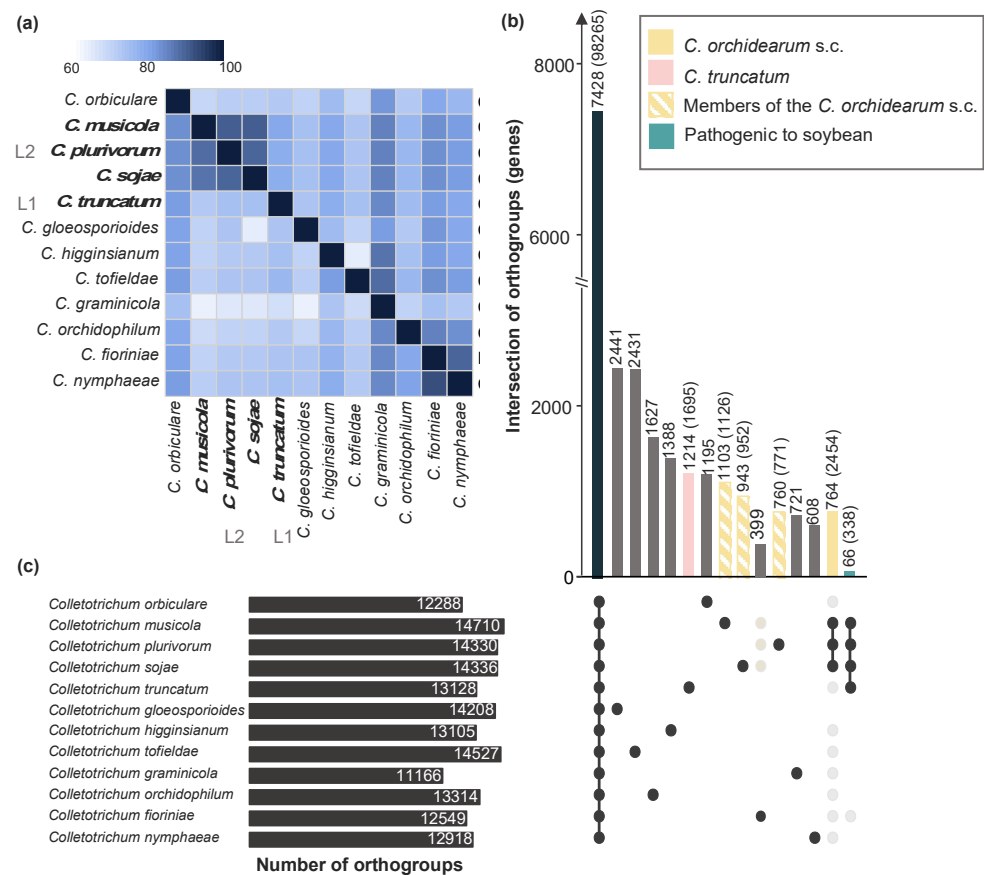 (a)
60
80
100
C. orbiculare
C. musicola
L2
C. plurivorum
C. sojae
L1
C. truncatum
C. gloeosporioides
C. higginsianum
C. tofieldae
C. graminicola
C. orchidophilum
C. fioriniae
C. nymphaeae
C. orbiculare
C. musicola
C. plurivorum
C. sojae
C. truncatum
C. gloeosporioides
C. higginsianum
C. tofieldae
C. graminicola
C. orchidophilum
C. fioriniae
C. nymphaeae
L2
L1
(b)
C. orchidearum s.c.
C. truncatum
Members of the C. orchidearum s.c.
Pathogenic to soybean
Intersection of orthogroups (genes)
8000
6000
2000
0
7428 (98265)
2441
2431
1627
1388
1214 (1695)
1195
1103 (1126)
943 (952)
399
760 (771)
721
608
764 (2454)
66 (338)
(c)
Colletotrichum orbiculare 12288
Colletotrichum musicola 14710
Colletotrichum plurivorum 14330
Colletotrichum sojae 14336
Colletotrichum truncatum 13128
Colletotrichum gloeosporioides 14208
Colletotrichum higginsianum 13105
Colletotrichum tofieldae 14527
Colletotrichum graminicola 11166
Colletotrichum orchidophilum 13314
Colletotrichum fioriniae 12549
Colletotrichum nymphaeae 12918
Number of orthogroups